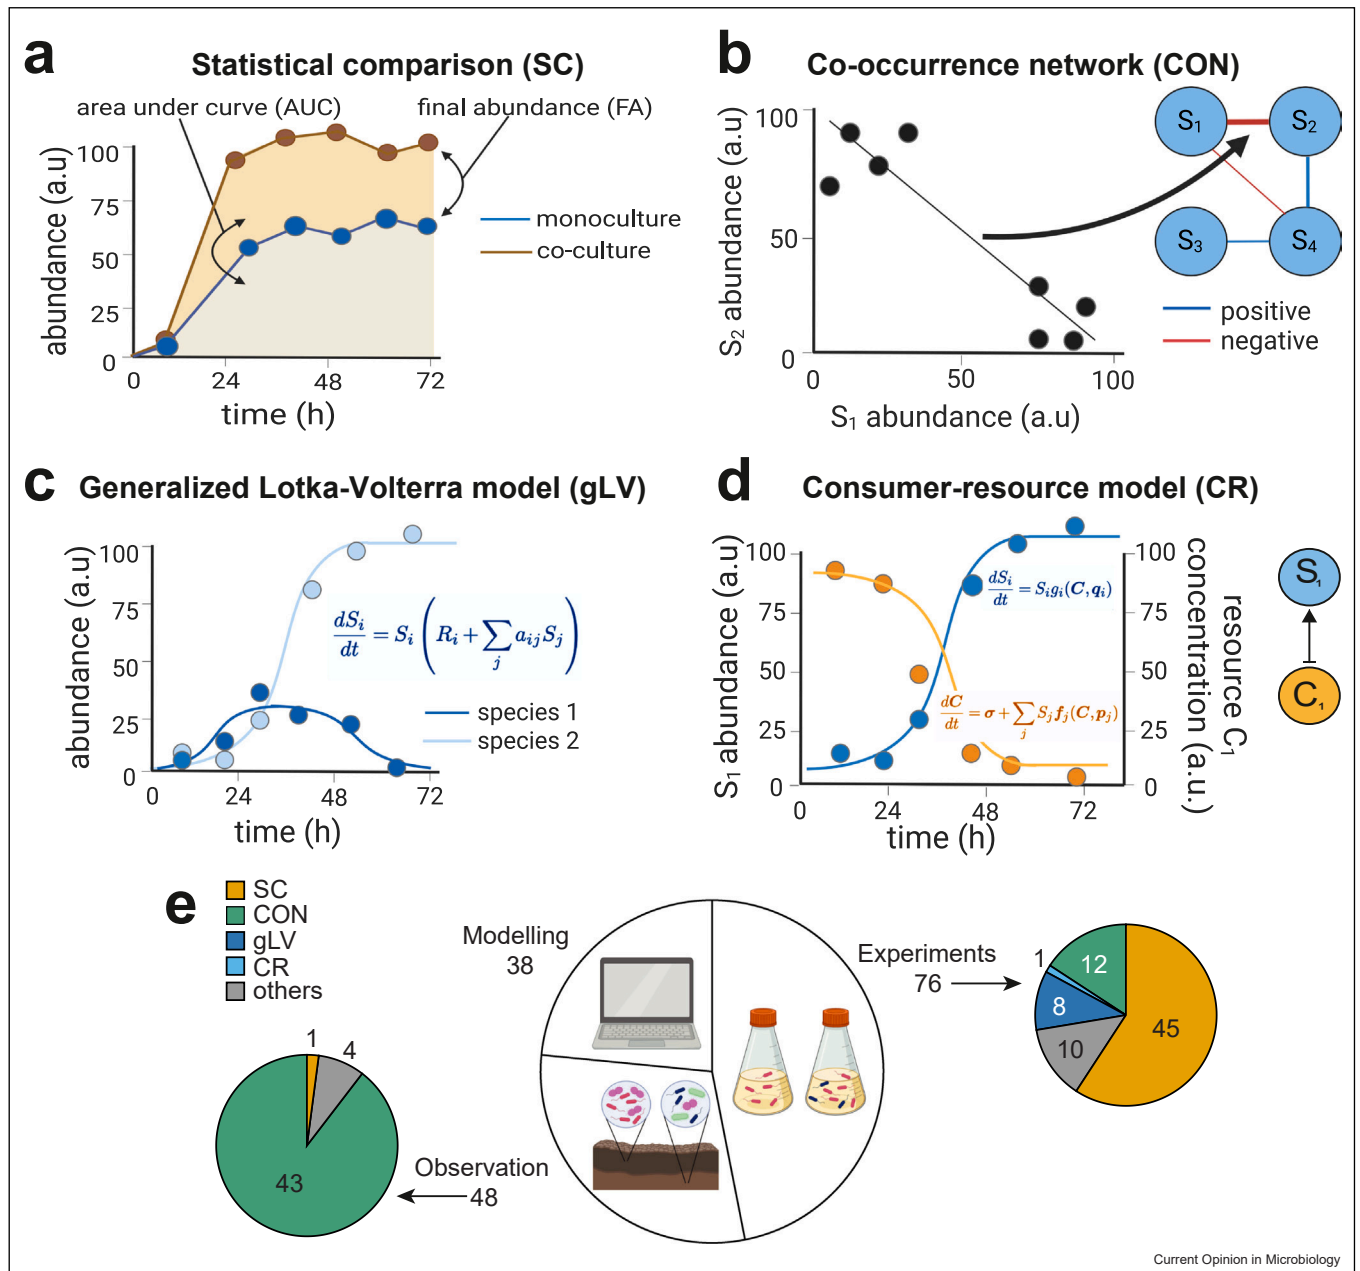 a
Statistical comparison (SC)
area under curve (AUC)
final abundance (FA)
abundance (a.u)
100
75
50
25
0
0
24
48
72
time (h)
monoculture
co-culture
b
Co-occurrence network (CON)
S₂ abundance (a.u)
100
50
0
0
50
100
S₁ abundance (a.u)
S₁
S₂
S₃
S₄
positive
negative
c
Generalized Lotka-Volterra model (gLV)
abundance (a.u)
100
75
50
25
0
0
24
48
72
time (h)
dSᵢ/dt = Sᵢ(Rᵢ + ∑ⱼ aᵢⱼSⱼ)
species 1
species 2
d
Consumer-resource model (CR)
S₁ abundance (a.u)
100
75
50
25
0
0
24
48
72
time (h)
100
75
50
25
0
resource C₁
concentration (a.u.)
dSᵢ/dt = Sᵢgᵢ(C, qᵢ)
dC/dt = σ + ∑ⱼ Sⱼfⱼ(C, pⱼ)
S₁
C₁
e
SC
CON
gLV
CR
others
Modelling
38
Experiments
76
1
12
8
10
45
1
4
43
Observation
48
Current Opinion in Microbiology